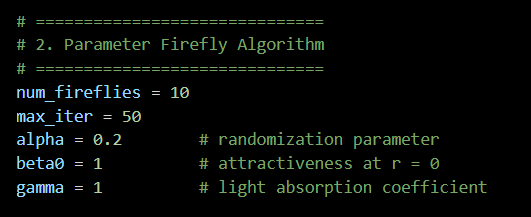 # ==============================
# 2. Parameter Firefly Algorithm
# ==============================
num_fireflies = 10
max_iter = 50
alpha = 0.2        # randomization parameter
beta0 = 1          # attractiveness at r = 0
gamma = 1          # light absorption coefficient